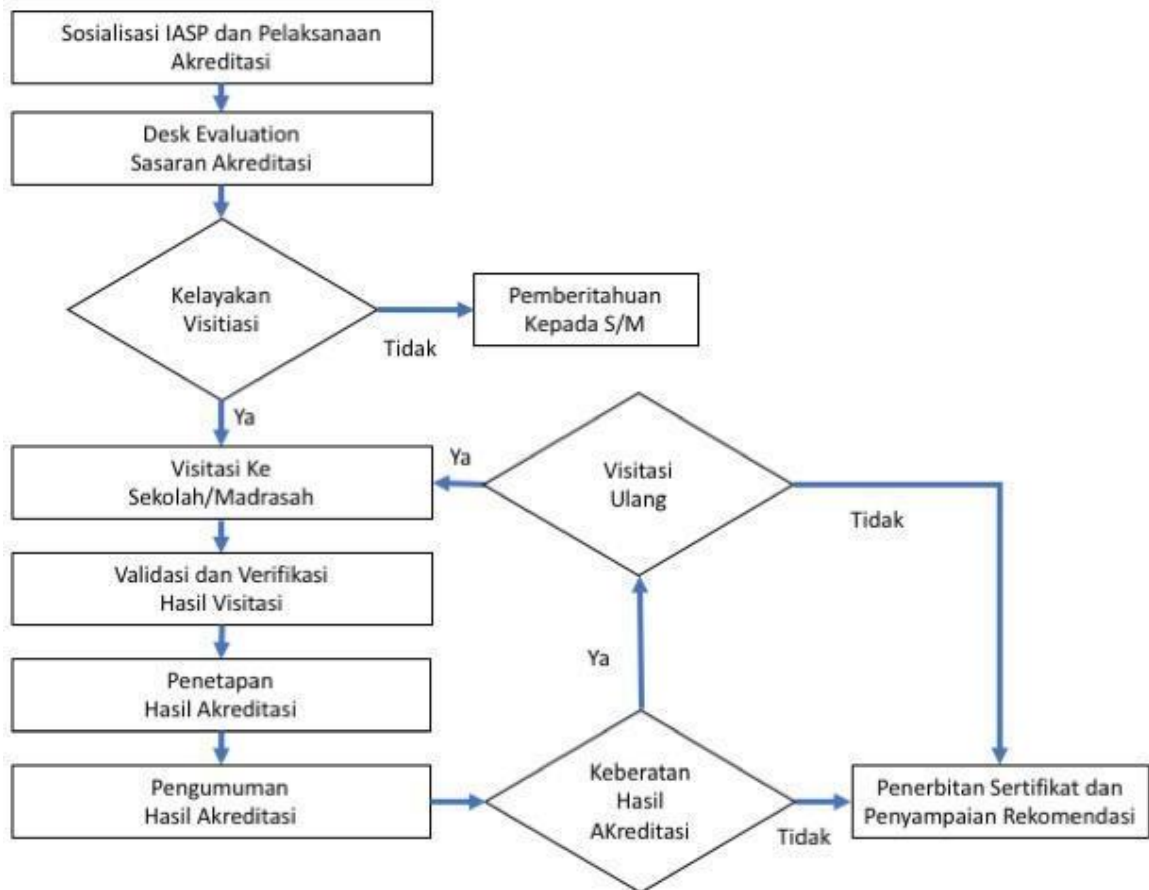 Sosialisasi IASP dan Pelaksanaan
Akreditasi
Desk Evaluation
Sasaran Akreditasi
Kelayakan
Visitiasi
Tidak
Pemberitahuan
Kepada S/M
Ya
Visitasi Ke
Sekolah/Madrasah
Ya
Visitasi
Ulang
Tidak
Validasi dan Verifikasi
Hasil Visitasi
Ya
Penetapan
Hasil Akreditasi
Pengumuman
Hasil Akreditasi
Keberatan
Hasil
AKreditasi
Tidak
Penerbitan Sertifikat dan
Penyampaian Rekomendasi